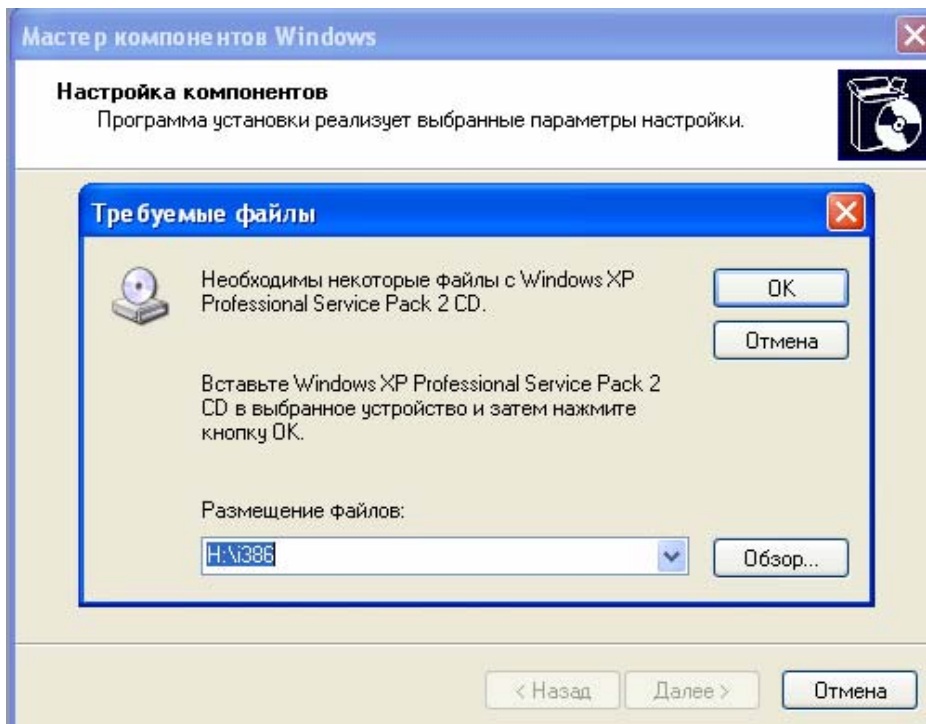 Мастер компонентов Windows
Настройка компонентов
Программа установки реализует выбранные параметры настройки.
Требуемые файлы
Необходимы некоторые файлы с Windows XP
Professional Service Pack 2 CD.
OK
Отмена
Вставьте Windows XP Professional Service Pack 2
CD в выбранное устройство и затем нажмите
кнопку OK.
Размещение файлов:
H:\i386
Обзор...
< Назад
Далее >
Отмена